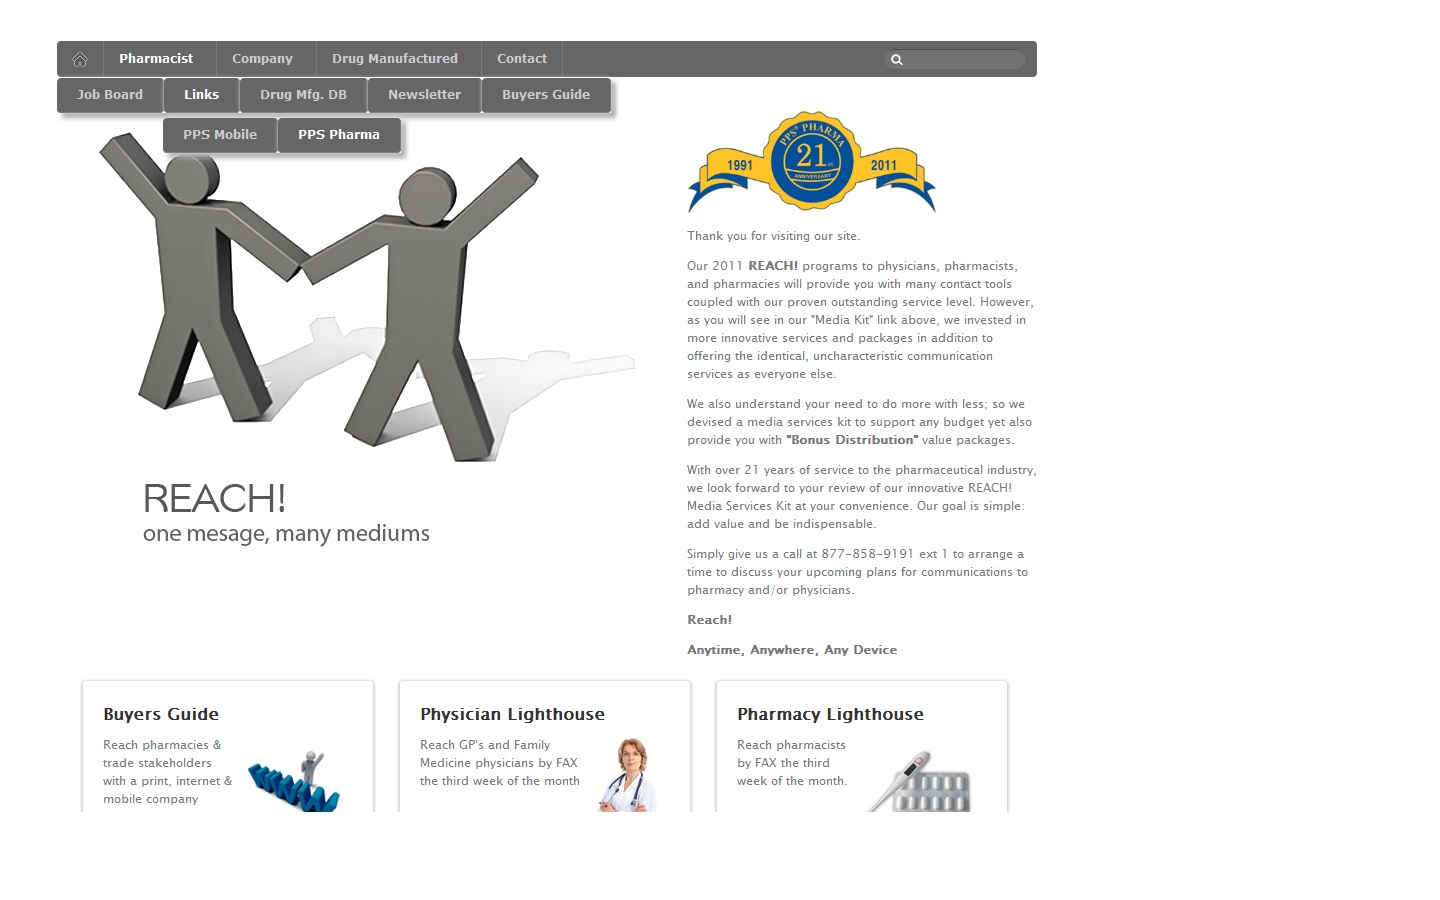 Pharmacist Company Drug Manufactured Contact
Job Board Links Drug Mfg. DB Newsletter Buyers Guide
PPS Mobile PPS Pharma
PPS® PHARMA
1991 21st 2011
ANNIVERSARY
REACH!
one mesage, many mediums
Thank you for visiting our site.
Our 2011 REACH! programs to physicians, pharmacists,
and pharmacies will provide you with many contact tools
coupled with our proven outstanding service level. However,
as you will see in our "Media Kit" link above, we invested in
more innovative services and packages in addition to
offering the identical, uncharacteristic communication
services as everyone else.
We also understand your need to do more with less; so we
devised a media services kit to support any budget yet also
provide you with "Bonus Distribution" value packages.
With over 21 years of service to the pharmaceutical industry,
we look forward to your review of our innovative REACH!
Media Services Kit at your convenience. Our goal is simple:
add value and be indispensable.
Simply give us a call at 877-858-9191 ext 1 to arrange a
time to discuss your upcoming plans for communications to
pharmacy and/or physicians.
Reach!
Anytime, Anywhere, Any Device
Buyers Guide
Reach pharmacies &
trade stakeholders
with a print, internet &
mobile company
Physician Lighthouse
Reach GP's and Family
Medicine physicians by FAX
the third week of the month
Pharmacy Lighthouse
Reach pharmacists
by FAX the third
week of the month.